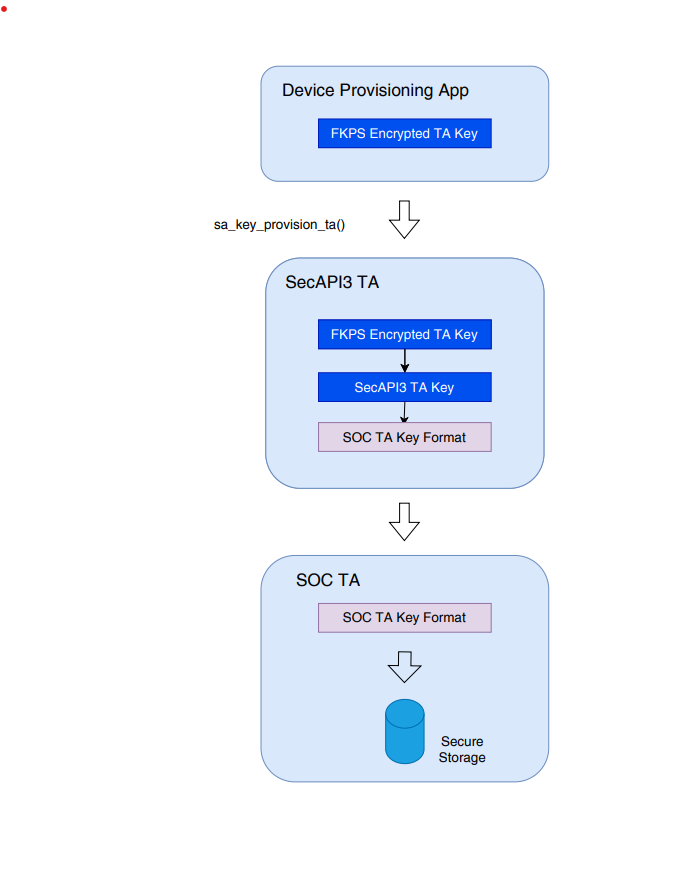 Device Provisioning App
FKPS Encrypted TA Key
sa_key_provision_ta()
SecAPI3 TA
FKPS Encrypted TA Key
SecAPI3 TA Key
SOC TA Key Format
SOC TA
SOC TA Key Format
Secure
Storage